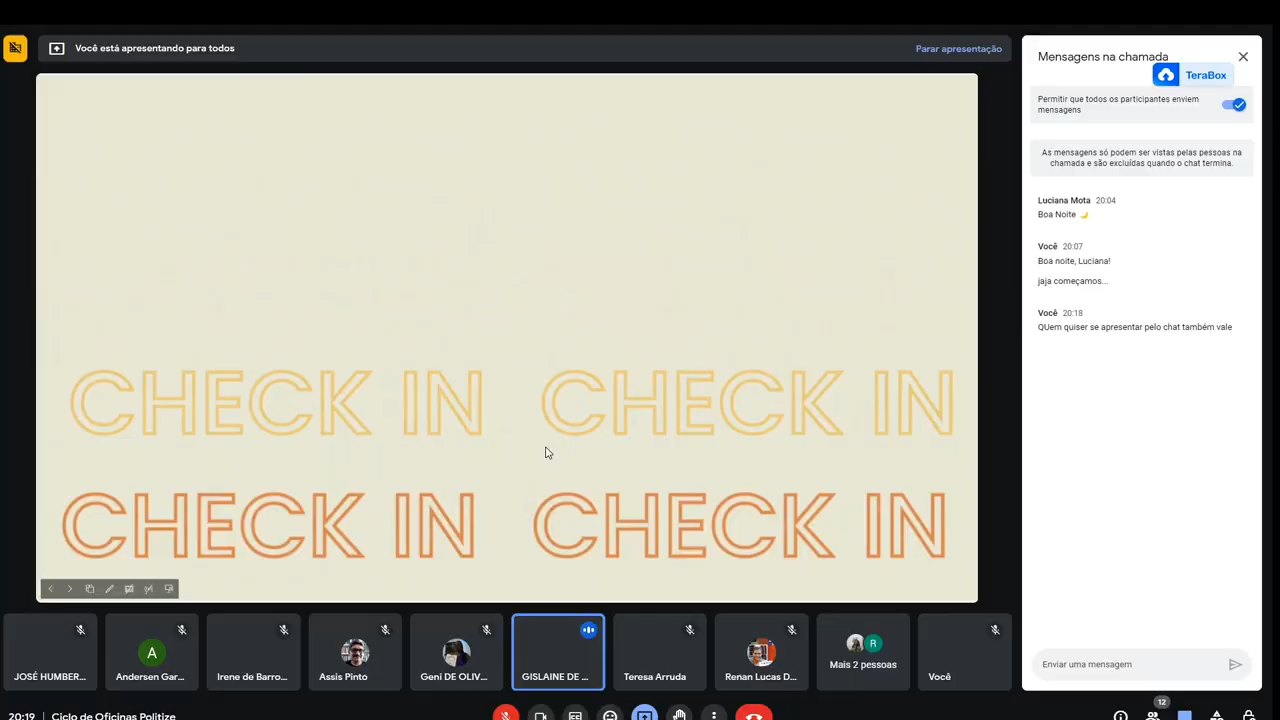 Você está apresentando para todos
Parar apresentação
Mensagens na chamada
TeraBox
Permitir que todos os participantes enviem
mensagens
As mensagens só podem ser vistas pelas pessoas na
chamada e são excluídas quando o chat termina.
Luciana Mota 20:04
Boa Noite 🌙
Você 20:07
Boa noite, Luciana!
jaja começamos...
Você 20:18
QUem quiser se apresentar pelo chat também vale
CHECK IN CHECK IN
CHECK IN CHECK IN
JOSÉ HUMBER...
A
Andersen Gar...
Irene de Barro...
Assis Pinto
Geni DE OLIV...
GISLAINE DE ...
Teresa Arruda
Renan Lucas D...
R
Mais 2 pessoas
Você
Enviar uma mensagem
20:19 Ciclo de Oficinas Politize
12